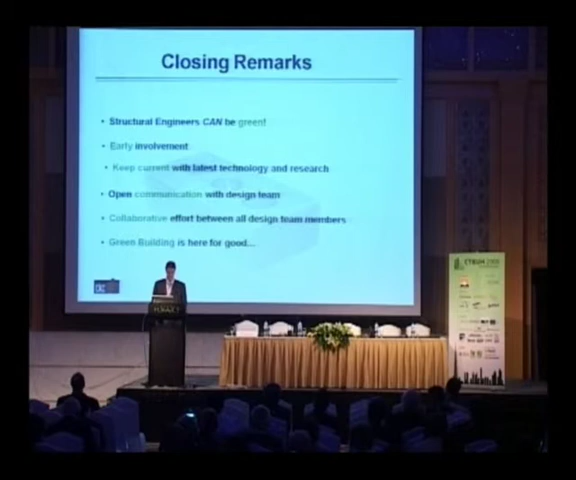 Closing Remarks
• Structural Engineers CAN be green!
• Early involvement
• Keep current with latest technology and research
• Open communication with design team
• Collaborative effort between all design team members
• Green Building is here for good...